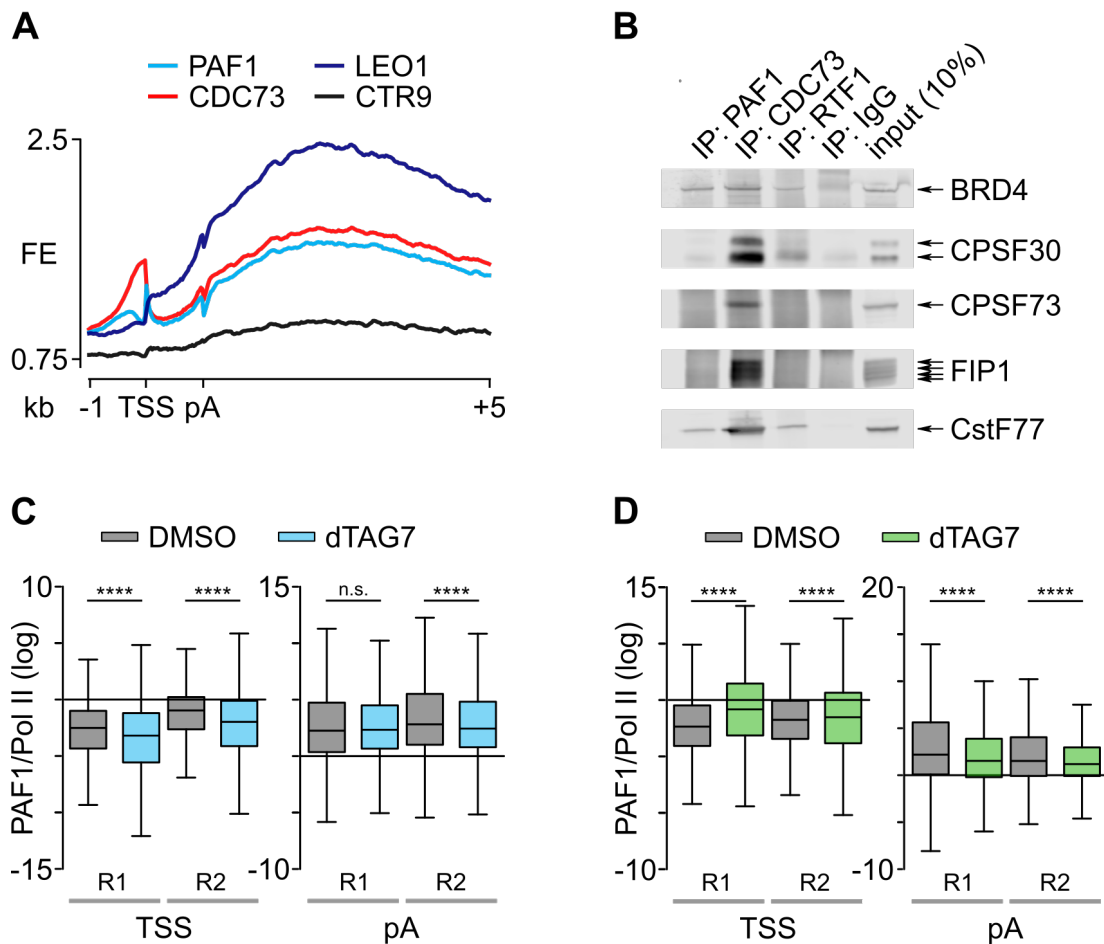 A
PAF1 LEO1
CDC73 CTR9
2.5
FE
0.75
kb -1 TSS pA +5
B
IP: PAF1
IP: CDC73
IP: RTF1
IP: IgG
input (10%)
BRD4
CPSF30
CPSF73
FIP1
CstF77
C
DMSO dTAG7
PAF1/Pol II (log)
10
-15
**** ****
R1 R2
TSS
15
-10
n.s. ****
R1 R2
pA
D
DMSO dTAG7
PAF1/Pol II (log)
15
-10
**** ****
R1 R2
TSS
20
-10
**** ****
R1 R2
pA